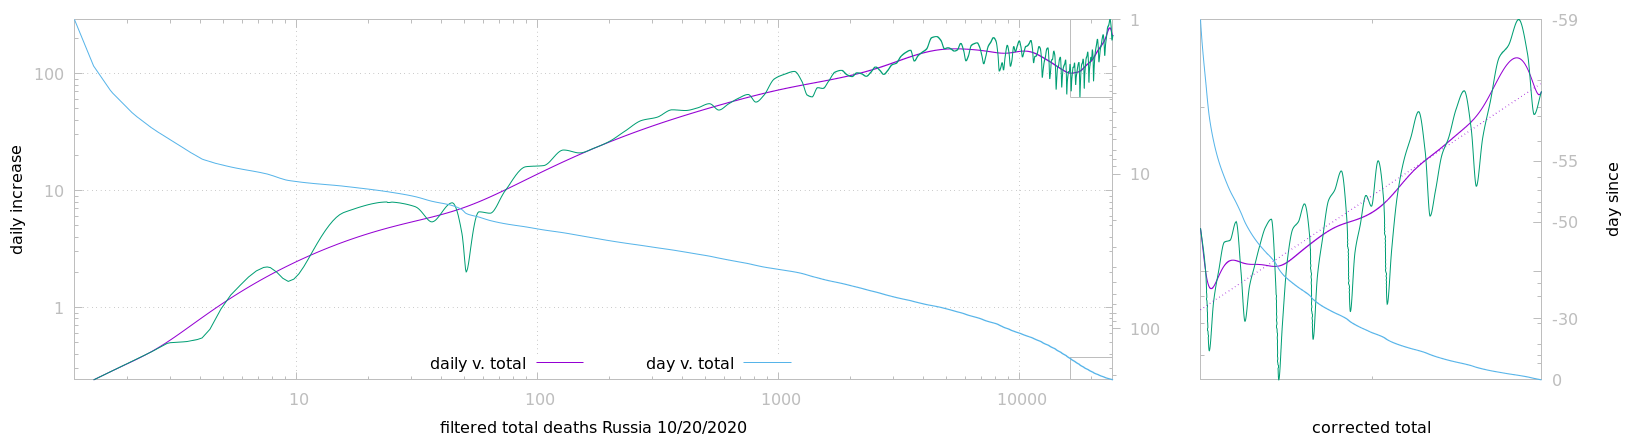 daily increase
100
10
1
10
100
1000
10000
1
10
100
daily v. total
day v. total
filtered total deaths Russia 10/20/2020
-59
-55
-50
-30
0
day since
corrected total